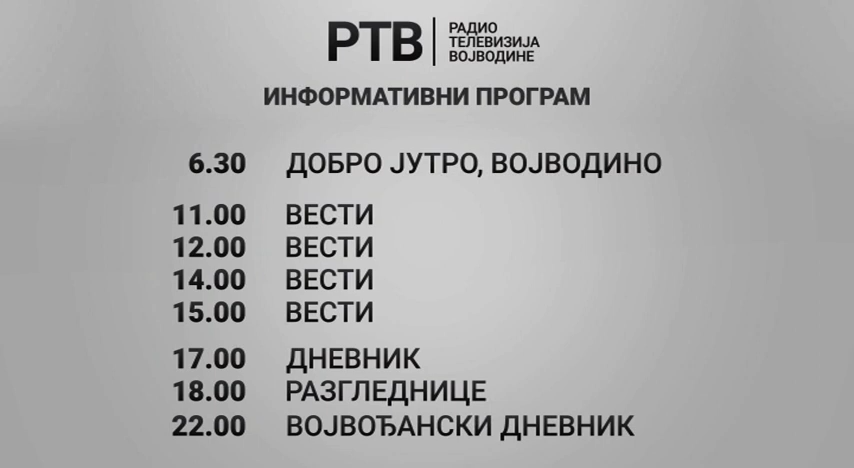 РТВ
РАДИО
ТЕЛЕВИЗИЈА
ВОЈВОДИНЕ
ИНФОРМАТИВНИ ПРОГРАМ
6.30 ДОБРО ЈУТРО, ВОЈВОДИНО
11.00 ВЕСТИ
12.00 ВЕСТИ
14.00 ВЕСТИ
15.00 ВЕСТИ
17.00 ДНЕВНИК
18.00 РАЗГЛЕДНИЦЕ
22.00 ВОЈВОЂАНСКИ ДНЕВНИК